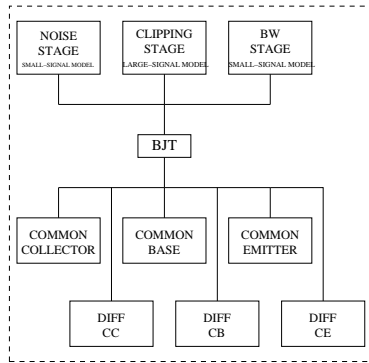 NOISE
STAGE
SMALL–SIGNAL MODEL
CLIPPING
STAGE
LARGE–SIGNAL MODEL
BW
STAGE
SMALL–SIGNAL MODEL
BJT
COMMON
COLLECTOR
COMMON
BASE
COMMON
EMITTER
DIFF
CC
DIFF
CB
DIFF
CE